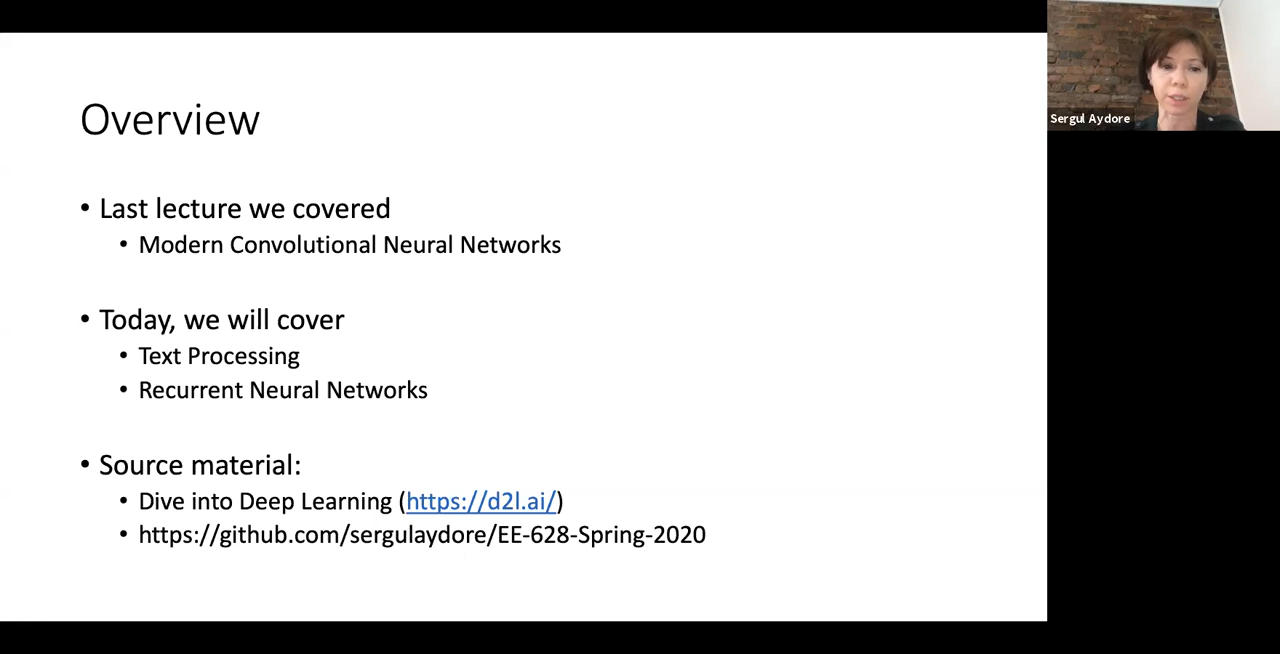 Overview
• Last lecture we covered
• Modern Convolutional Neural Networks
• Today, we will cover
• Text Processing
• Recurrent Neural Networks
• Source material:
• Dive into Deep Learning (https://d2l.ai/)
• https://github.com/sergulaydore/EE-628-Spring-2020
Sergul Aydore